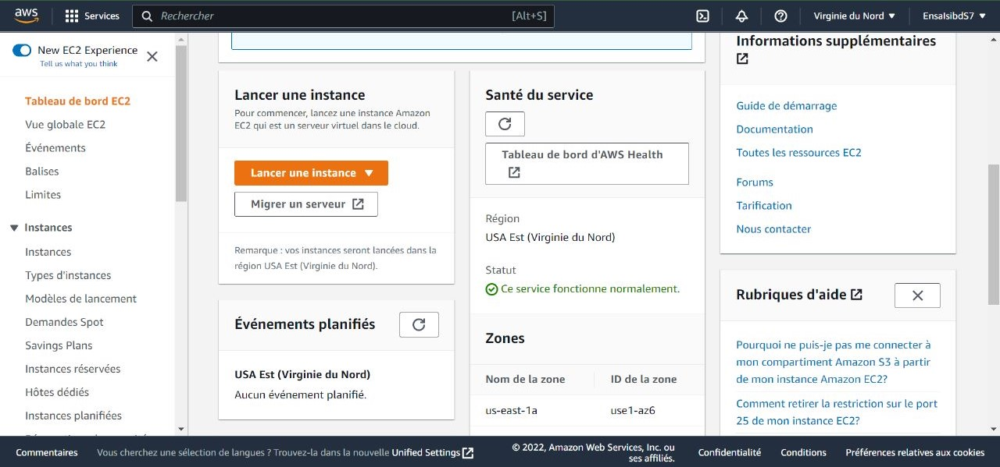 aws
Services
Rechercher
[Alt+S]
Virginie du Nord
EnsaIsibdS7
New EC2 Experience
Tell us what you think
Tableau de bord EC2
Vue globale EC2
Événements
Balises
Limites
Instances
Instances
Types d'instances
Modèles de lancement
Demandes Spot
Savings Plans
Instances réservées
Hôtes dédiés
Instances planifiées
Lancer une instance
Pour commencer, lancez une instance Amazon
EC2 qui est un serveur virtuel dans le cloud.
Lancer une instance
Migrer un serveur
Remarque : vos instances seront lancées dans la
région USA Est (Virginie du Nord).
Événements planifiés
USA Est (Virginie du Nord)
Aucun événement planifié.
Santé du service
Tableau de bord d'AWS Health
Région
USA Est (Virginie du Nord)
Statut
Ce service fonctionne normalement.
Zones
Nom de la zone
ID de la zone
us-east-1a
use1-az6
Informations supplémentaires
Guide de démarrage
Documentation
Toutes les ressources EC2
Forums
Tarification
Nous contacter
Rubriques d'aide
Pourquoi ne puis-je pas me connecter à
mon compartiment Amazon S3 à partir
de mon instance Amazon EC2?
Comment retirer la restriction sur le port
25 de mon instance EC2?
Commentaires
Vous cherchez une sélection de langues ? Trouvez-la dans la nouvelle Unified Settings
© 2022, Amazon Web Services, Inc. ou
ses affiliés.
Confidentialité
Conditions
Préférences relatives aux cookies